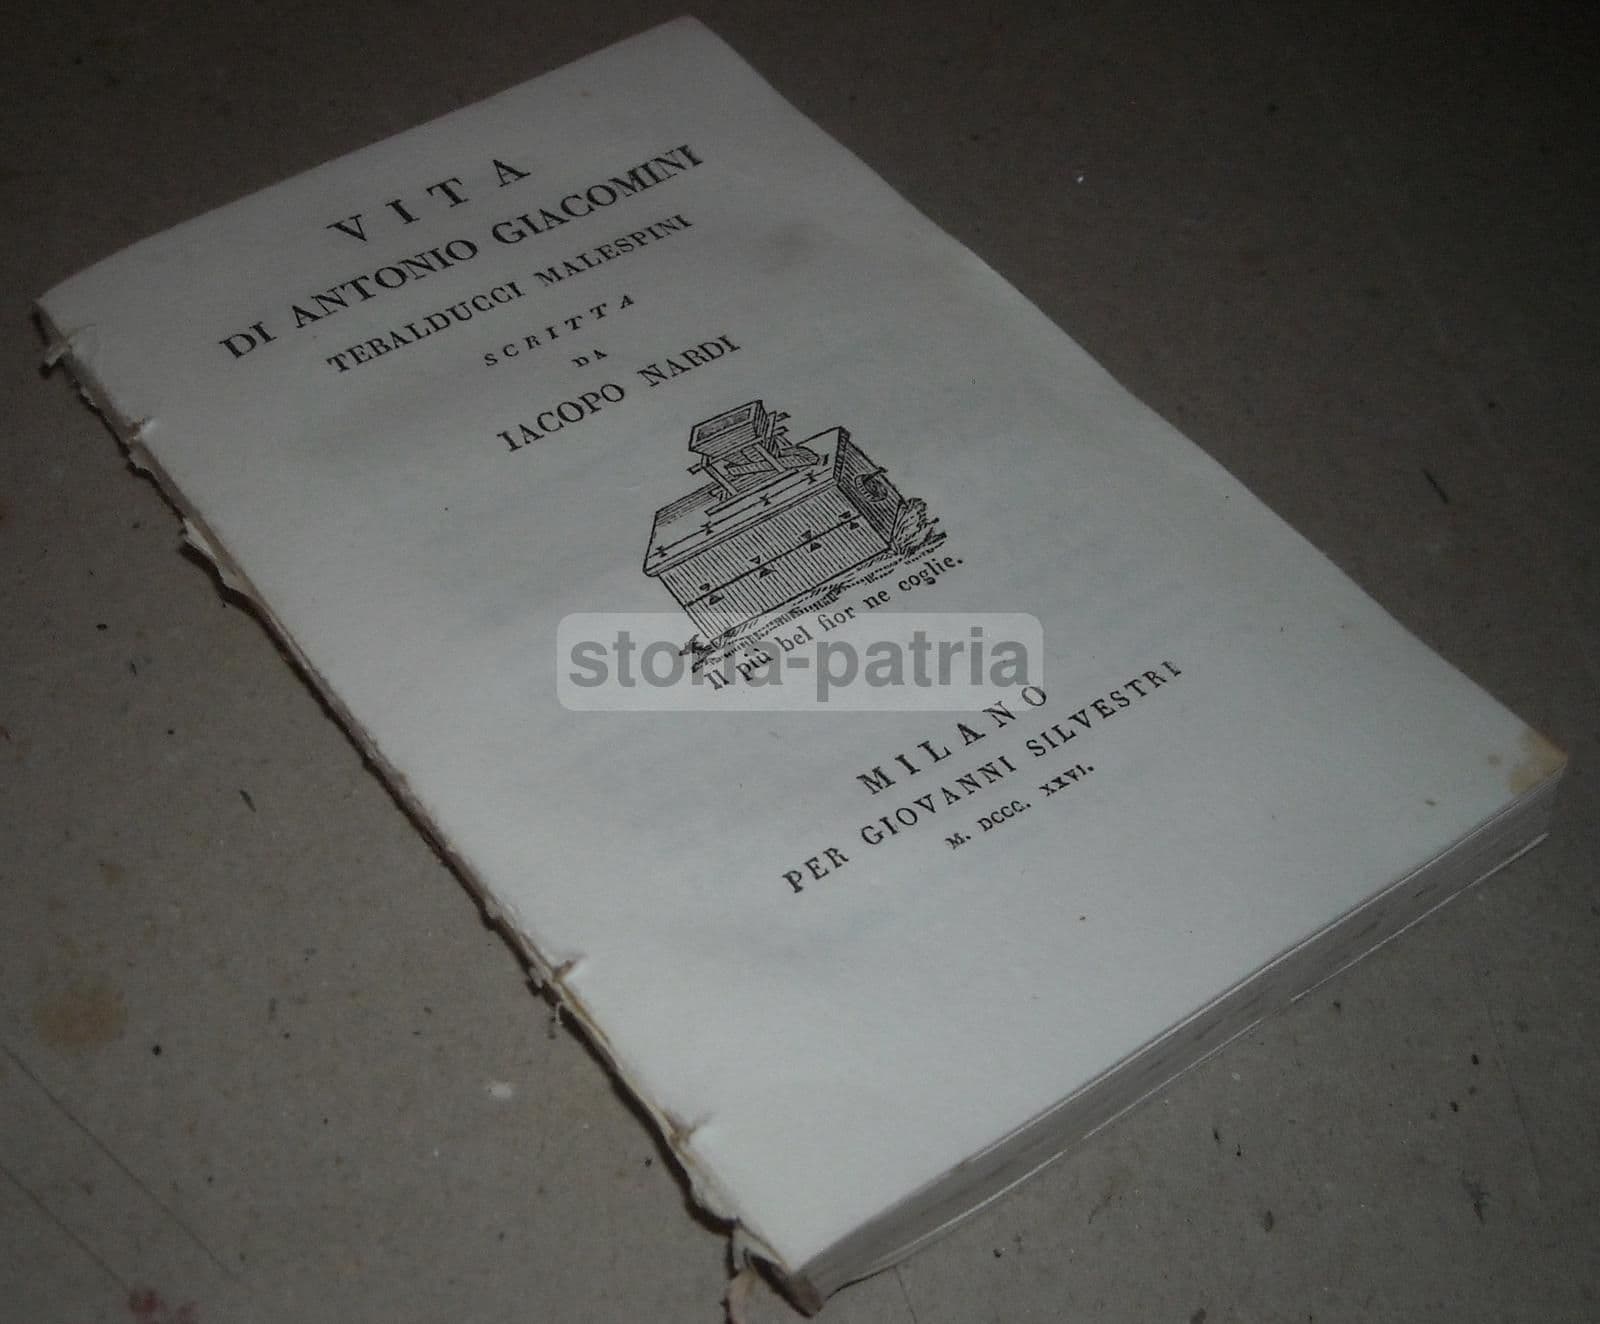 VITA
DI ANTONIO GIACOMINI
TEBALDUCCI MALESPINI
SCRITTA
DA
IACOPO NARDI
Il più bel fior ne coglie.
storia-patria
MILANO
PER GIOVANNI SILVESTRI
M. DCCC. XXVI.